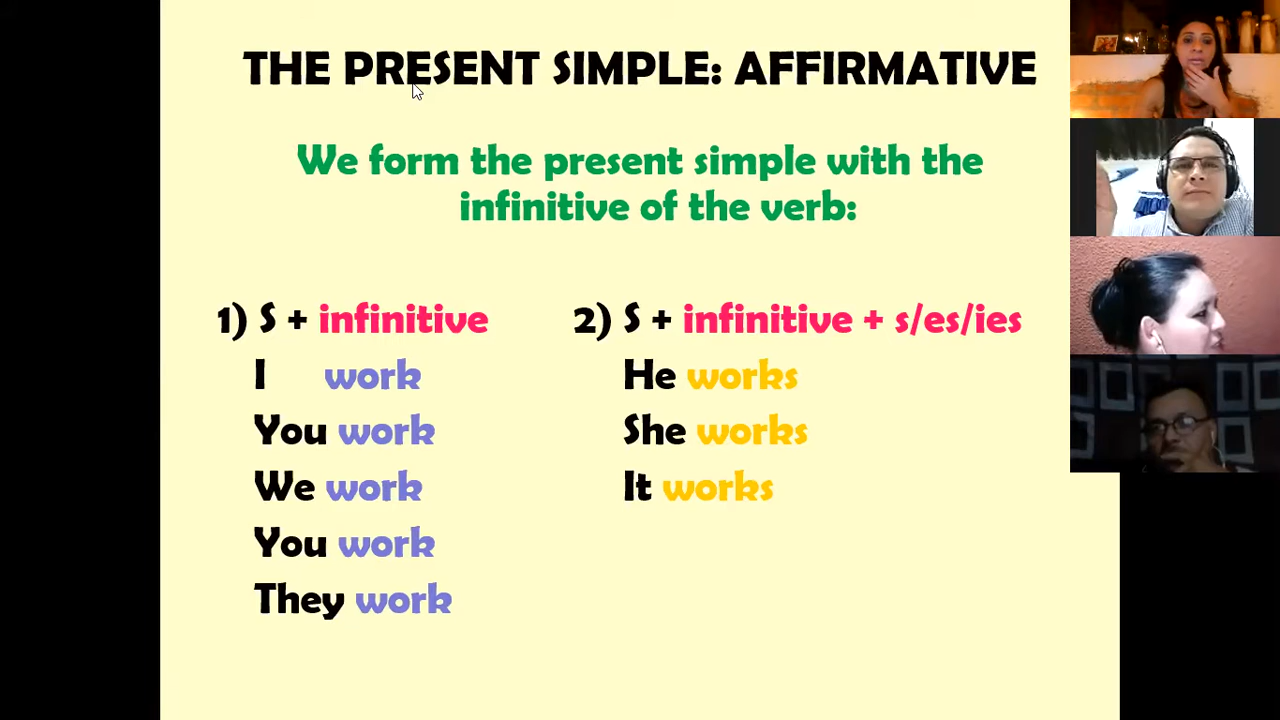 THE PRESENT SIMPLE: AFFIRMATIVE
We form the present simple with the
infinitive of the verb:
1) S + infinitive
I work
You work
We work
You work
They work
2) S + infinitive + s/es/ies
He works
She works
It works